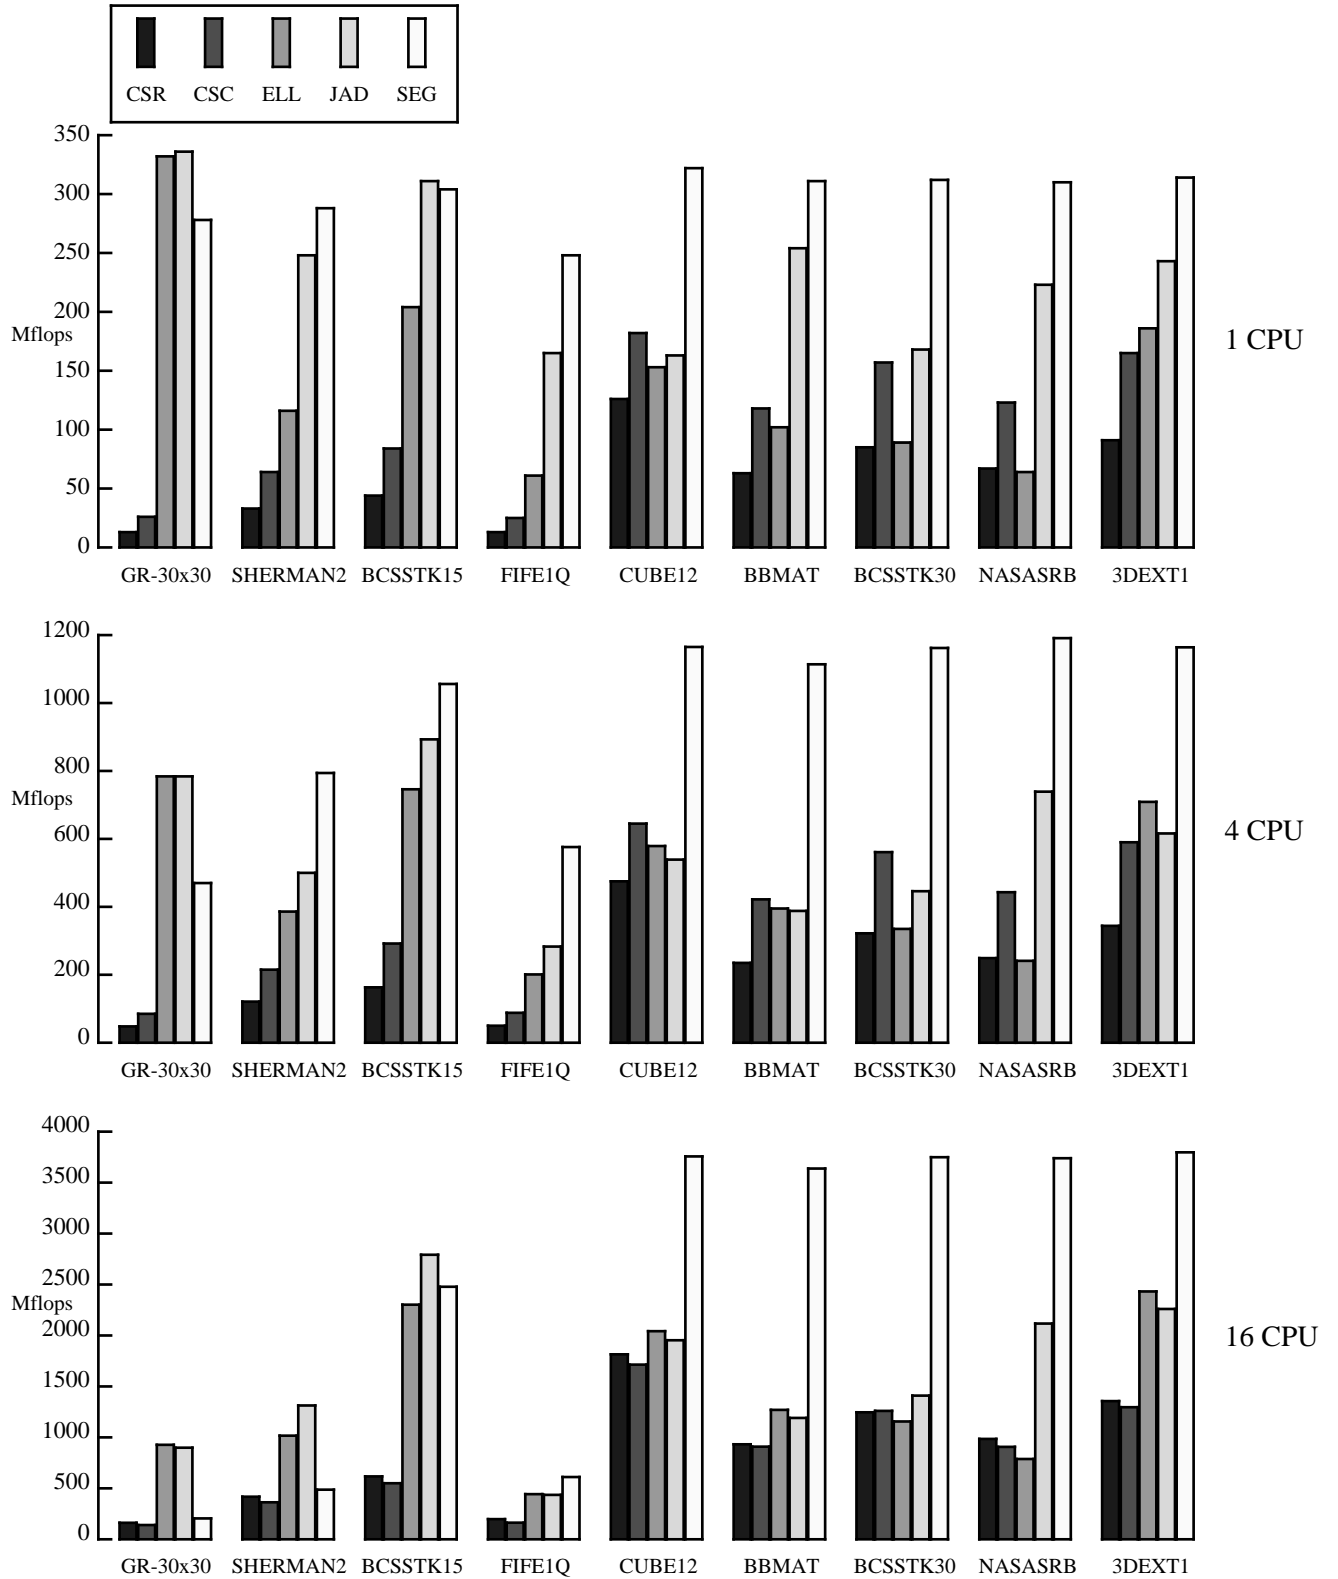 CSR CSC ELL JAD SEG
350
300
250
200
Mflops
150
100
50
0
1 CPU
GR-30x30 SHERMAN2 BCSSTK15 FIFE1Q CUBE12 BBMAT BCSSTK30 NASASRB 3DEXT1
1200
1000
800
Mflops
600
400
200
0
4 CPU
GR-30x30 SHERMAN2 BCSSTK15 FIFE1Q CUBE12 BBMAT BCSSTK30 NASASRB 3DEXT1
4000
3500
3000
2500
Mflops
2000
1500
1000
500
0
16 CPU
GR-30x30 SHERMAN2 BCSSTK15 FIFE1Q CUBE12 BBMAT BCSSTK30 NASASRB 3DEXT1